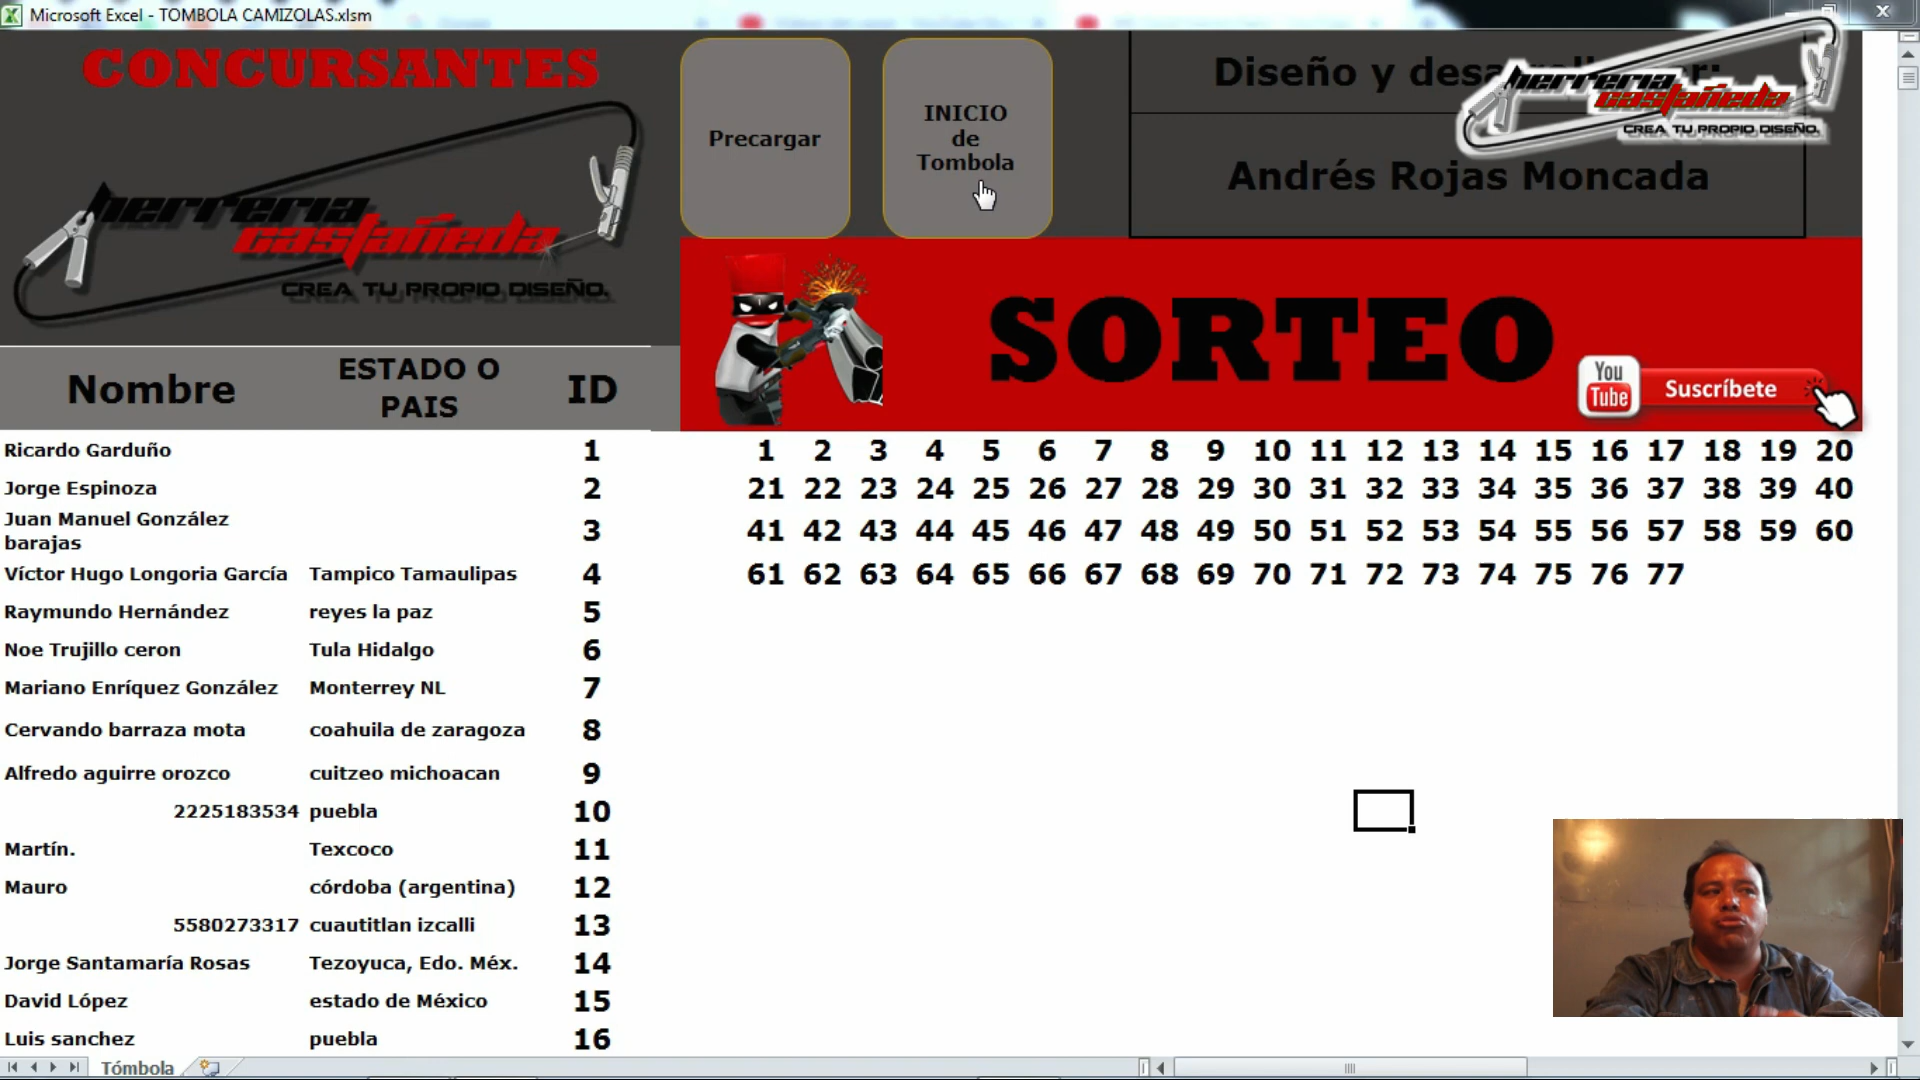 Microsoft Excel - TOMBOLA CAMIZOLAS.xlsm
CONCURSANTES
herrería
castañeda
CREA TU PROPIO DISEÑO.
Precargar
INICIO
de
Tombola
Diseño y
herrería
castañeda
CREA TU PROPIO DISEÑO.
Andrés Rojas Moncada
SORTEO
You
Tube
Suscríbete
Nombre ESTADO O PAIS ID
Ricardo Garduño 1
Jorge Espinoza 2
Juan Manuel González barajas 3
Víctor Hugo Longoria García Tampico Tamaulipas 4
Raymundo Hernández reyes la paz 5
Noe Trujillo ceron Tula Hidalgo 6
Mariano Enríquez González Monterrey NL 7
Cervando barraza mota coahuila de zaragoza 8
Alfredo aguirre orozco cuitzeo michoacan 9
2225183534 puebla 10
Martín. Texcoco 11
Mauro córdoba (argentina) 12
5580273317 cuautitlan izcalli 13
Jorge Santamaría Rosas Tezoyuca, Edo. Méx. 14
David López estado de México 15
Luis sanchez puebla 16
1 2 3 4 5 6 7 8 9 10 11 12 13 14 15 16 17 18 19 20
21 22 23 24 25 26 27 28 29 30 31 32 33 34 35 36 37 38 39 40
41 42 43 44 45 46 47 48 49 50 51 52 53 54 55 56 57 58 59 60
61 62 63 64 65 66 67 68 69 70 71 72 73 74 75 76 77
Tómbola